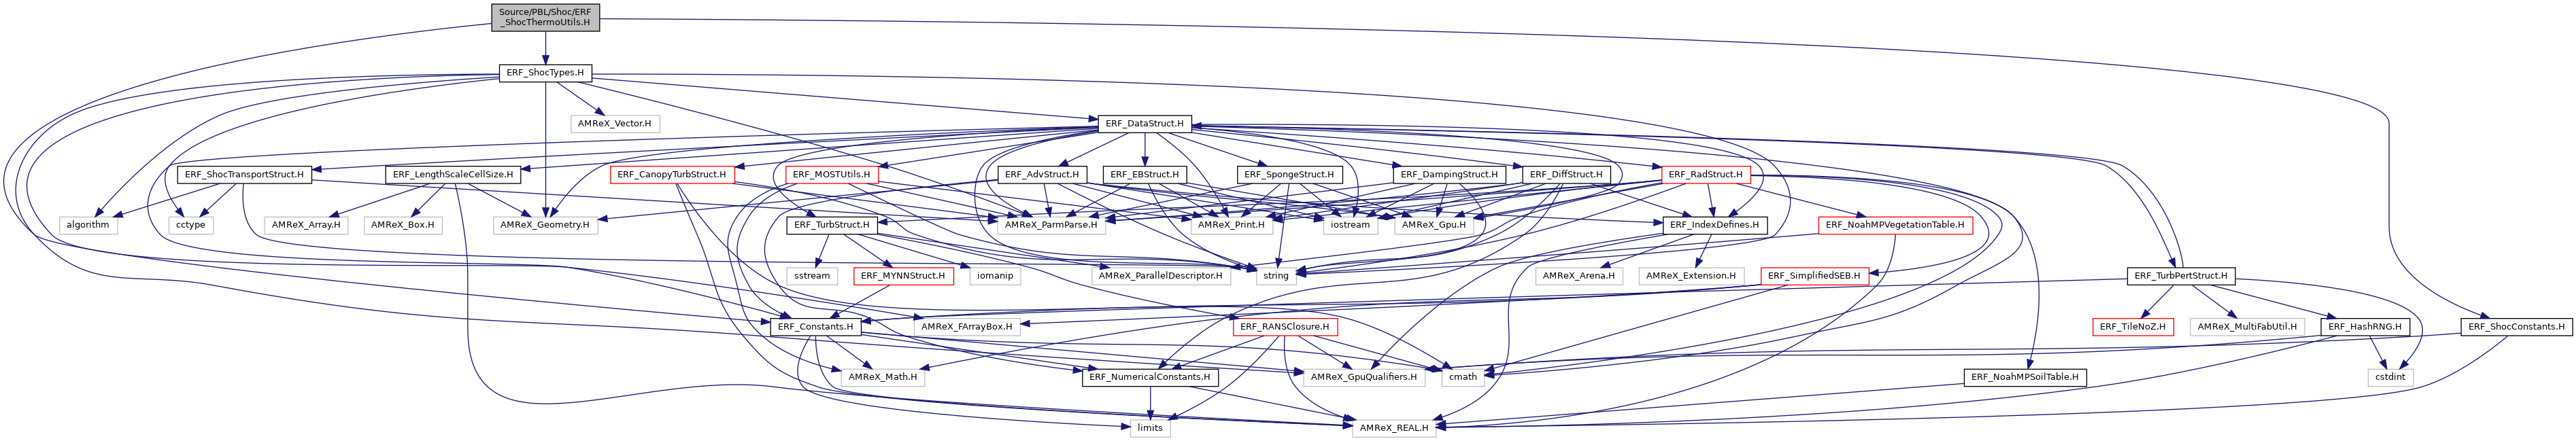 Source/PBL/Shoc/ERF
_ShocThermoUtils.H
ERF_ShocTypes.H
AMReX_Vector.H
ERF_DataStruct.H
ERF_ShocTransportStruct.H
ERF_LengthScaleCellSize.H
ERF_CanopyTurbStruct.H
ERF_MOSTUtils.H
ERF_AdvStruct.H
ERF_EBStruct.H
ERF_SpongeStruct.H
ERF_DampingStruct.H
ERF_DiffStruct.H
ERF_RadStruct.H
algorithm
cctype
AMReX_Array.H
AMReX_Box.H
AMReX_Geometry.H
ERF_TurbStruct.H
AMReX_ParmParse.H
AMReX_Print.H
iostream
AMReX_Gpu.H
ERF_IndexDefines.H
ERF_NoahMPVegetationTable.H
sstream
ERF_MYNNStruct.H
iomanip
AMReX_ParallelDescriptor.H
string
AMReX_Arena.H
AMReX_Extension.H
ERF_SimplifiedSEB.H
ERF_TurbPertStruct.H
ERF_Constants.H
AMReX_FArrayBox.H
ERF_RANSClosure.H
ERF_TileNoZ.H
AMReX_MultiFabUtil.H
ERF_HashRNG.H
ERF_ShocConstants.H
AMReX_Math.H
ERF_NumericalConstants.H
AMReX_GpuQualifiers.H
cmath
ERF_NoahMPSoilTable.H
cstdint
limits
AMReX_REAL.H